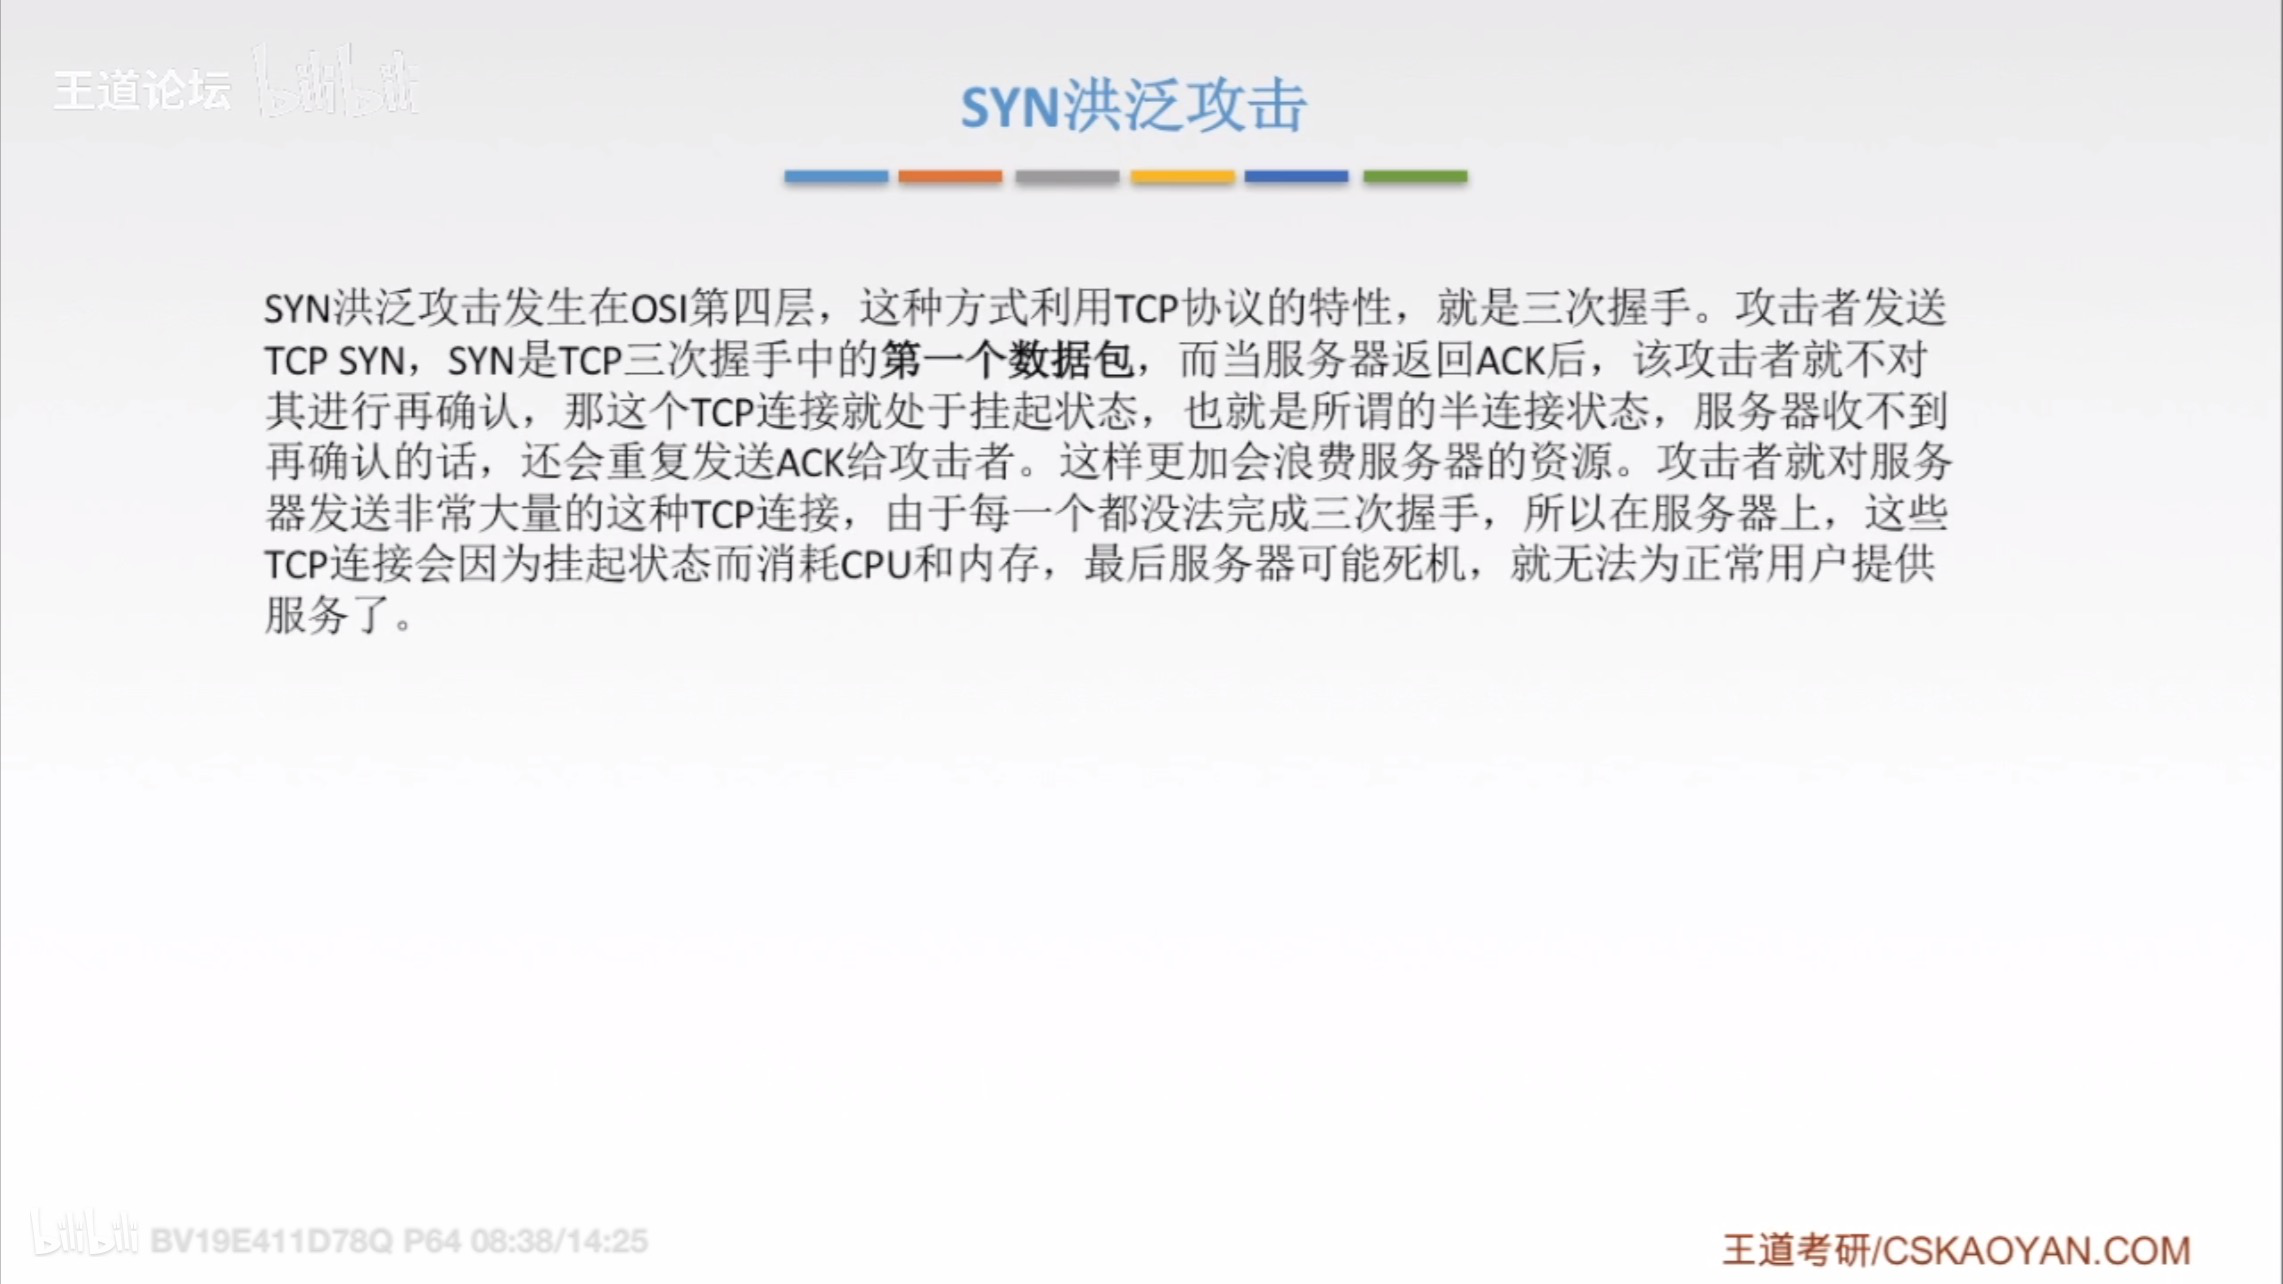 王道论坛 bilibili
SYN洪泛攻击
SYN洪泛攻击发生在OSI第四层，这种方式利用TCP协议的特性，就是三次握手。攻击者发送
TCP SYN，SYN是TCP三次握手中的第一个数据包，而当服务器返回ACK后，该攻击者就不对
其进行再确认，那这个TCP连接就处于挂起状态，也就是所谓的半连接状态，服务器收不到
再确认的话，还会重复发送ACK给攻击者。这样更加会浪费服务器的资源。攻击者就对服务
器发送非常大量的这种TCP连接，由于每一个都没法完成三次握手，所以在服务器上，这些
TCP连接会因为挂起状态而消耗CPU和内存，最后服务器可能死机，就无法为正常用户提供
服务了。
bilibili BV19E411D78Q P64 08:38/14:25
王道考研/CSKAOYAN.COM